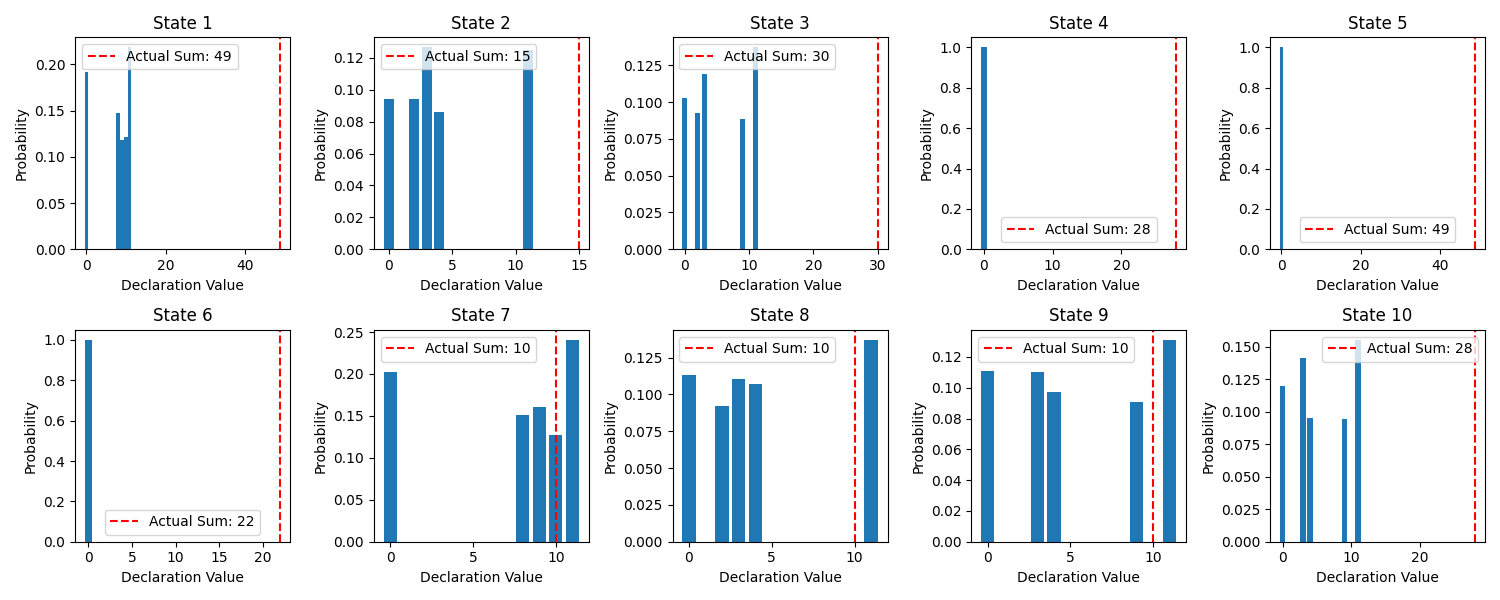 State 1
0.20
0.15
0.10
0.05
0.00
Probability
Actual Sum: 49
0 20 40
Declaration Value
State 2
0.12
0.10
0.08
0.06
0.04
0.02
0.00
Probability
Actual Sum: 15
0 5 10 15
Declaration Value
State 3
0.125
0.100
0.075
0.050
0.025
0.000
Probability
Actual Sum: 30
0 10 20 30
Declaration Value
State 4
1.0
0.8
0.6
0.4
0.2
0.0
Probability
Actual Sum: 28
0 10 20
Declaration Value
State 5
1.0
0.8
0.6
0.4
0.2
0.0
Probability
Actual Sum: 49
0 20 40
Declaration Value
State 6
1.0
0.8
0.6
0.4
0.2
0.0
Probability
Actual Sum: 22
0 5 10 15 20
Declaration Value
State 7
0.25
0.20
0.15
0.10
0.05
0.00
Probability
Actual Sum: 10
0 5 10
Declaration Value
State 8
0.125
0.100
0.075
0.050
0.025
0.000
Probability
Actual Sum: 10
0 5 10
Declaration Value
State 9
0.12
0.10
0.08
0.06
0.04
0.02
0.00
Probability
Actual Sum: 10
0 5 10
Declaration Value
State 10
0.150
0.125
0.100
0.075
0.050
0.025
0.000
Probability
Actual Sum: 28
0 10 20
Declaration Value